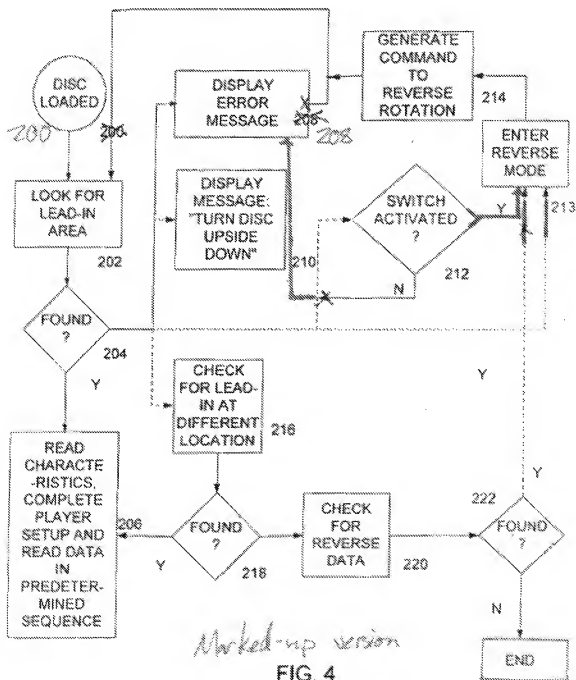 GENERATE
COMMAND
TO
REVERSE
ROTATION
214
DISC
LOADED
200
200
DISPLAY
ERROR
MESSAGE
208
208
ENTER
REVERSE
MODE
213
LOOK FOR
LEAD-IN
AREA
202
DISPLAY
MESSAGE:
"TURN DISC
UPSIDE
DOWN"
210
SWITCH
ACTIVATED
?
212
Y
N
FOUND
?
204
Y
CHECK
FOR LEAD-
IN AT
DIFFERENT
LOCATION
216
Y
READ
CHARACTE
-RISTICS,
COMPLETE
PLAYER
SETUP AND
READ DATA
IN
PREDETER-
MINED
SEQUENCE
206
FOUND
?
218
Y
CHECK
FOR
REVERSE
DATA
220
Y
222
FOUND
?
N
END
Marked-up version
FIG. 4